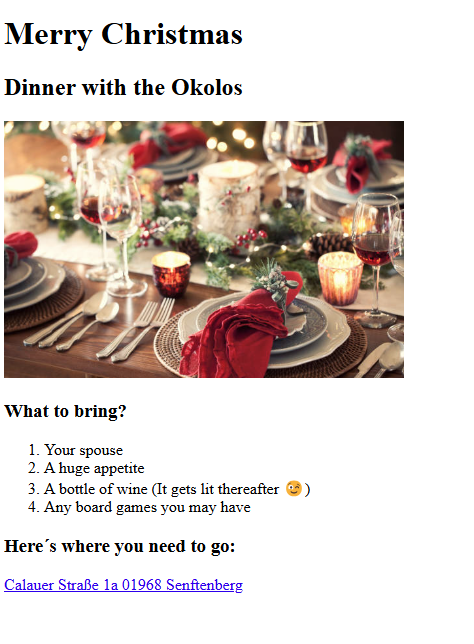 Merry Christmas
Dinner with the Okolos
What to bring?
1. Your spouse
2. A huge appetite
3. A bottle of wine (It gets lit thereafter 😉)
4. Any board games you may have
Here´s where you need to go:
Calauer Straße 1a 01968 Senftenberg